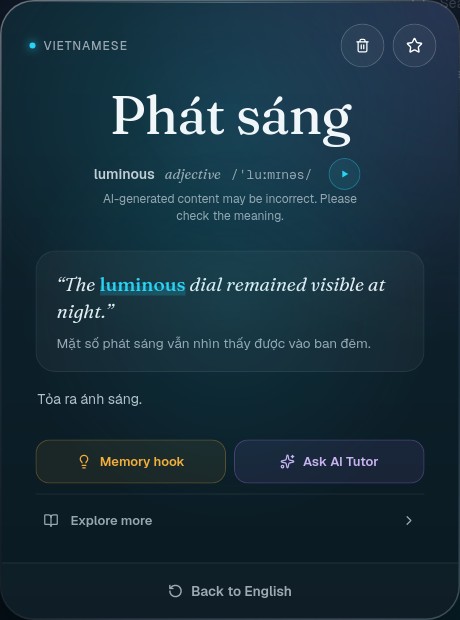 VIETNAMESE
Phát sáng
luminous adjective /ˈluːmɪnəs/
AI-generated content may be incorrect. Please
check the meaning.
“The luminous dial remained visible at
night.”
Mặt số phát sáng vẫn nhìn thấy được vào ban đêm.
Tỏa ra ánh sáng.
Memory hook
Ask AI Tutor
Explore more
Back to English